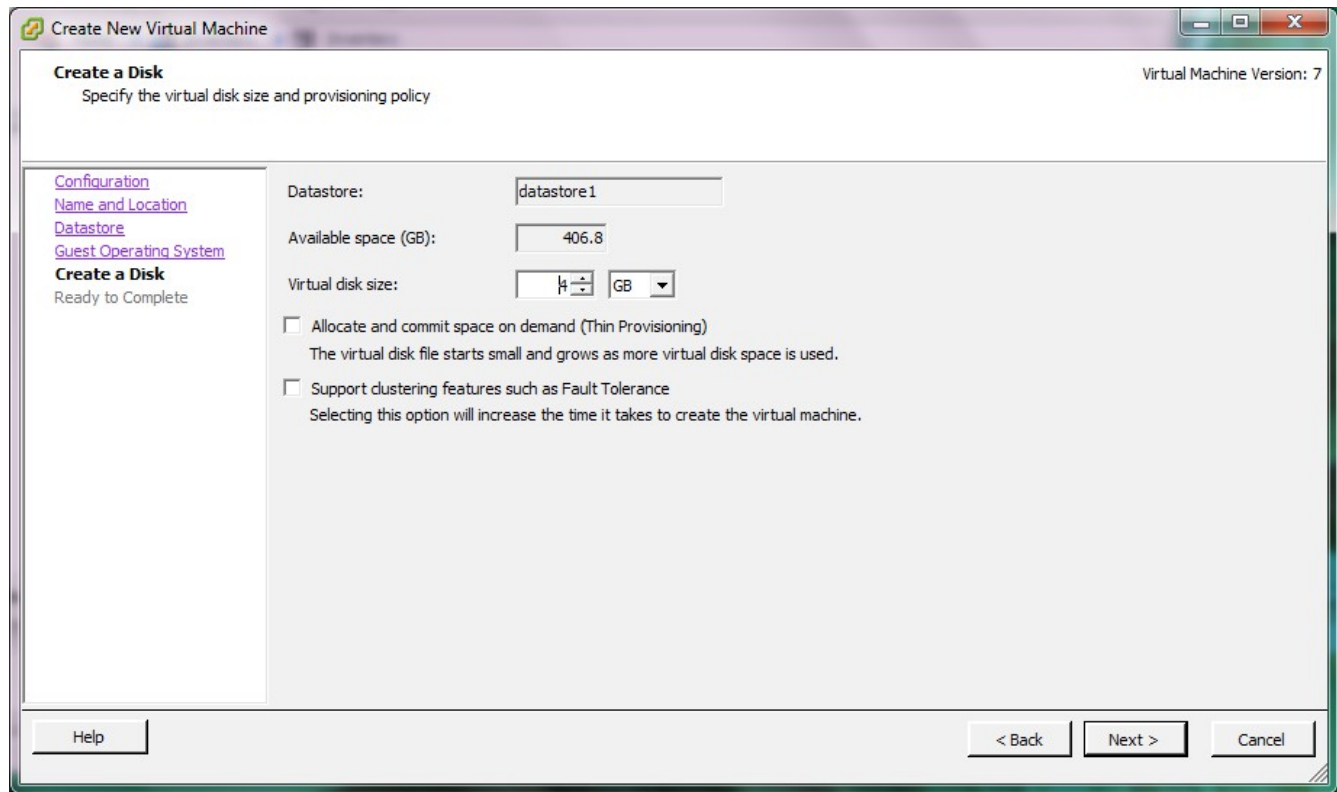 Create New Virtual Machine
Create a Disk
Virtual Machine Version: 7
Specify the virtual disk size and provisioning policy
Configuration
Name and Location
Datastore
Guest Operating System
Create a Disk
Ready to Complete
Datastore: datastore1
Available space (GB): 406.8
Virtual disk size: 4 GB
Allocate and commit space on demand (Thin Provisioning)
The virtual disk file starts small and grows as more virtual disk space is used.
Support clustering features such as Fault Tolerance
Selecting this option will increase the time it takes to create the virtual machine.
Help
< Back
Next >
Cancel